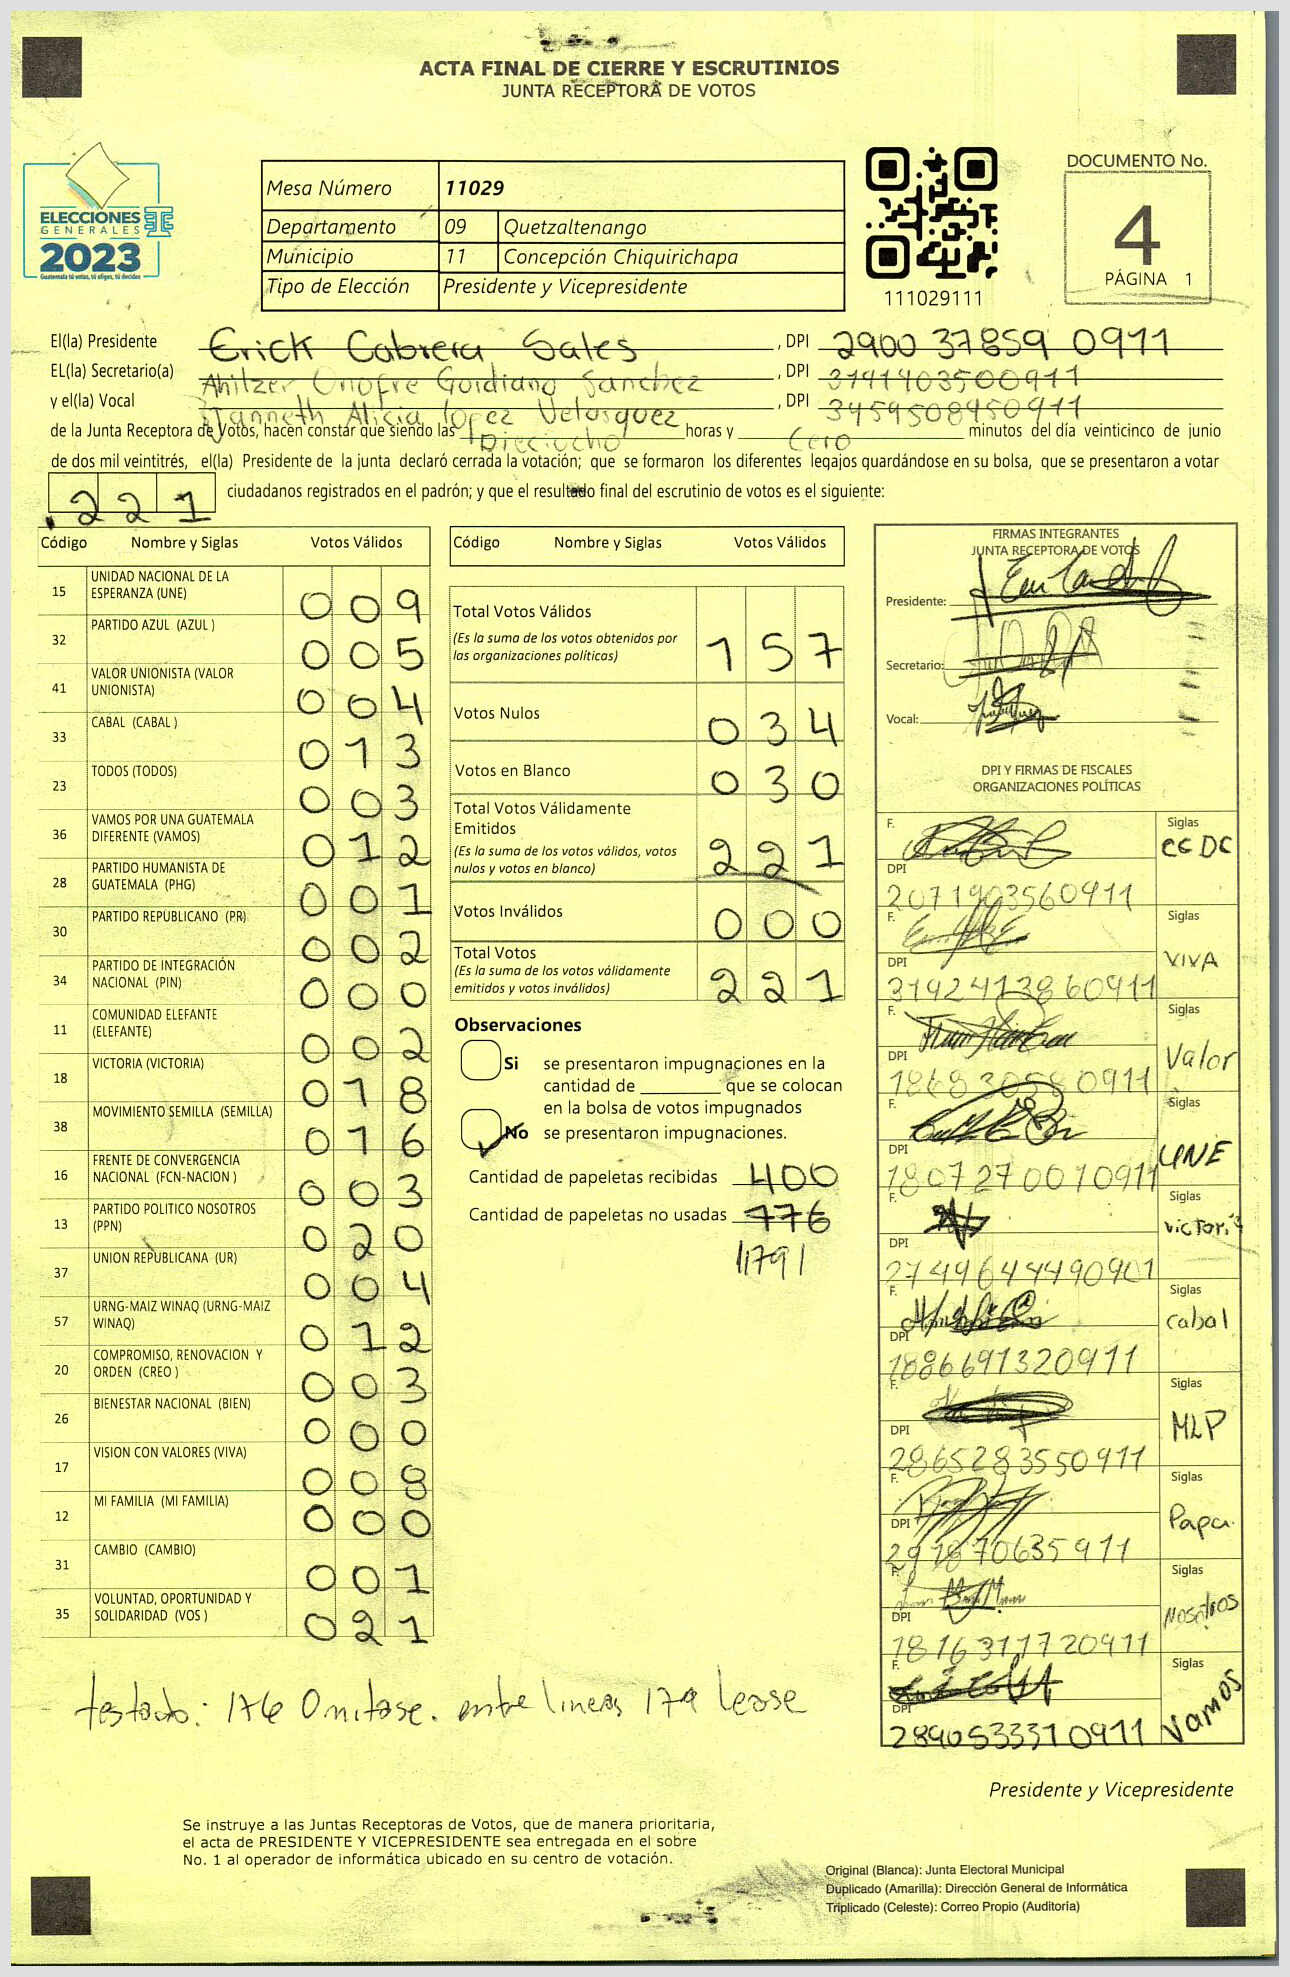 ACTA FINAL DE CIERRE Y ESCRUTINIOS
JUNTA RECEPTORA DE VOTOS
ELECCIONES
GENERALES
2023
Guatemala tú votas, tú eliges, tú decides
Mesa Número 11029
Departamento 09 Quetzaltenango
Municipio 11 Concepción Chiquirichapa
Tipo de Elección Presidente y Vicepresidente
111029111
DOCUMENTO No.
4
PÁGINA 1
El(la) Presidente Erick Cabrera Sales , DPI 2900 37859 0911
EL(la) Secretario(a) Ahitzer Onofre Goidiano Sanchez , DPI 3141403500911
y el(la) Vocal Janneth Alicia lopez Velasquez , DPI 3459508450911
de la Junta Receptora de Votos, hacen constar que siendo las Dieciocho horas y Cero minutos del día veinticinco de junio
de dos mil veintitrés, el(la) Presidente de la junta declaró cerrada la votación; que se formaron los diferentes legajos guardándose en su bolsa, que se presentaron a votar
221 ciudadanos registrados en el padrón; y que el resultado final del escrutinio de votos es el siguiente:
Código Nombre y Siglas Votos Válidos
15 UNIDAD NACIONAL DE LA ESPERANZA (UNE) 009
32 PARTIDO AZUL (AZUL ) 005
41 VALOR UNIONISTA (VALOR UNIONISTA) 004
33 CABAL (CABAL ) 013
23 TODOS (TODOS) 003
36 VAMOS POR UNA GUATEMALA DIFERENTE (VAMOS) 012
28 PARTIDO HUMANISTA DE GUATEMALA (PHG) 001
30 PARTIDO REPUBLICANO (PR) 002
34 PARTIDO DE INTEGRACIÓN NACIONAL (PIN) 000
11 COMUNIDAD ELEFANTE (ELEFANTE) 002
18 VICTORIA (VICTORIA) 018
38 MOVIMIENTO SEMILLA (SEMILLA) 016
16 FRENTE DE CONVERGENCIA NACIONAL (FCN-NACION ) 003
13 PARTIDO POLITICO NOSOTROS (PPN) 020
37 UNION REPUBLICANA (UR) 004
57 URNG-MAIZ WINAQ (URNG-MAIZ WINAQ) 012
20 COMPROMISO, RENOVACION Y ORDEN (CREO ) 003
26 BIENESTAR NACIONAL (BIEN) 000
17 VISION CON VALORES (VIVA) 008
12 MI FAMILIA (MI FAMILIA) 000
31 CAMBIO (CAMBIO) 001
35 VOLUNTAD, OPORTUNIDAD Y SOLIDARIDAD (VOS ) 021
Código Nombre y Siglas Votos Válidos
Total Votos Válidos 157
(Es la suma de los votos obtenidos por
las organizaciones políticas)
Votos Nulos 034
Votos en Blanco 030
Total Votos Válidamente
Emitidos 221
(Es la suma de los votos válidos, votos
nulos y votos en blanco)
Votos Inválidos 000
Total Votos 221
(Es la suma de los votos válidamente
emitidos y votos inválidos)
Observaciones
Si se presentaron impugnaciones en la
cantidad de que se colocan
en la bolsa de votos impugnados
No se presentaron impugnaciones.
Cantidad de papeletas recibidas 400
Cantidad de papeletas no usadas 176
//179/
FIRMAS INTEGRANTES
JUNTA RECEPTORA DE VOTOS
Presidente:
Secretario:
Vocal:
DPI Y FIRMAS DE FISCALES
ORGANIZACIONES POLÍTICAS
F. Siglas CC DC
DPI 2071903560911
F. Siglas VIVA
DPI 3192413860911
F. Siglas Valor
DPI 1868305580911
F. Siglas UNE
DPI 1807270010911
F. Siglas Victoria
DPI 2749644490901
F. Siglas Cabal
DPI 1886691320911
F. Siglas MLP
DPI 2865283550911
F. Siglas Papa.
DPI 2918870635911
F. Siglas Nosotros
DPI 1816311720911
F. Siglas Vamos
DPI 2890533310911
testado: 176 Omitase. entre lineas 179 lease
Presidente y Vicepresidente
Se instruye a las Juntas Receptoras de Votos, que de manera prioritaria,
el acta de PRESIDENTE Y VICEPRESIDENTE sea entregada en el sobre
No. 1 al operador de informática ubicado en su centro de votación.
Original (Blanca): Junta Electoral Municipal
Duplicado (Amarilla): Dirección General de Informática
Triplicado (Celeste): Correo Propio (Auditoría)